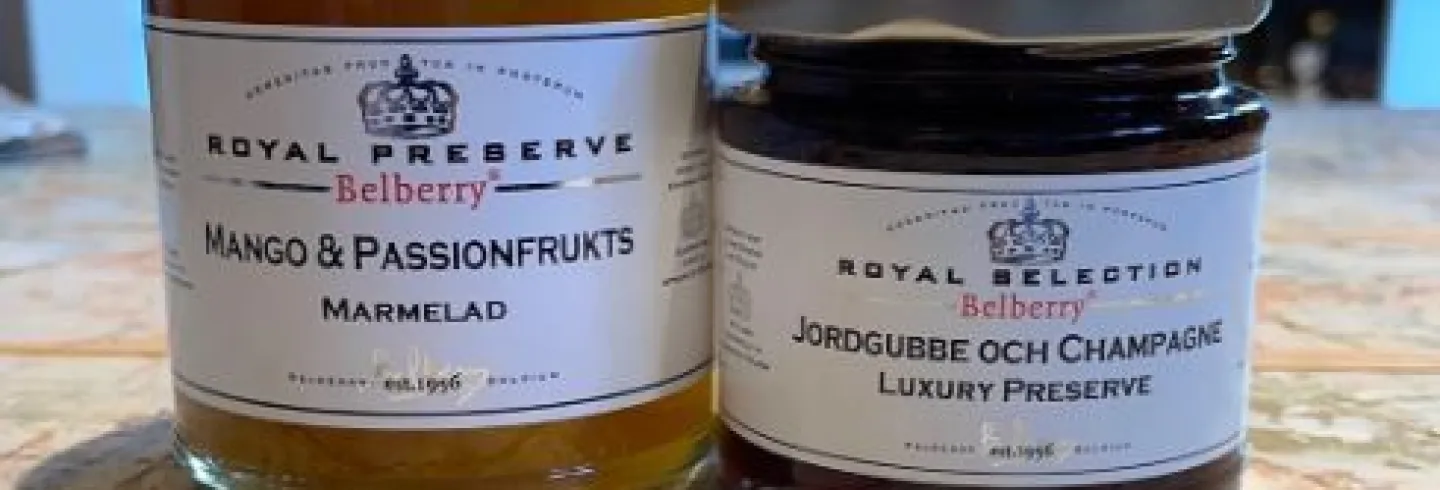 ROYAL PRESERVE
Belberry®
MANGO & PASSIONFRUKTS
MARMELAD
est.1956
ROYAL SELECTION
Belberry®
JORDGUBBE OCH CHAMPAGNE
LUXURY PRESERVE
est.1956